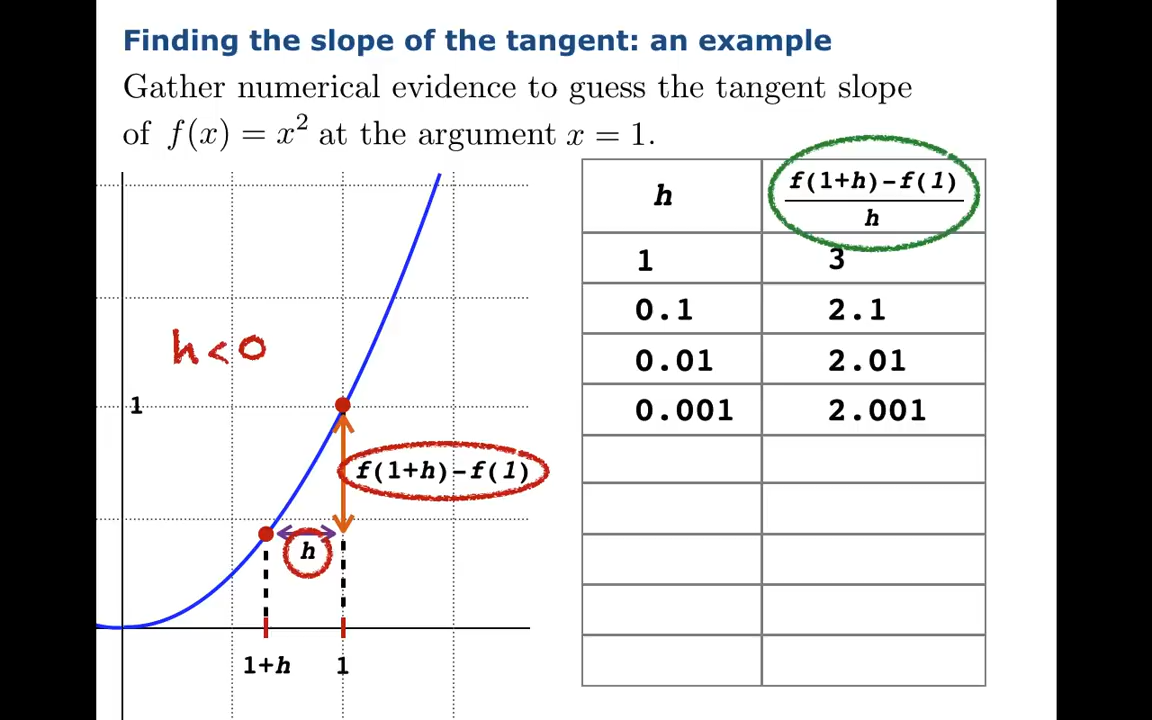 Finding the slope of the tangent: an example
Gather numerical evidence to guess the tangent slope
of f(x) = x² at the argument x = 1.
h
f(1+h)-f(1)
h
1 3
0.1 2.1
0.01 2.01
0.001 2.001
h<0
1
f(1+h)-f(1)
h
1+h 1